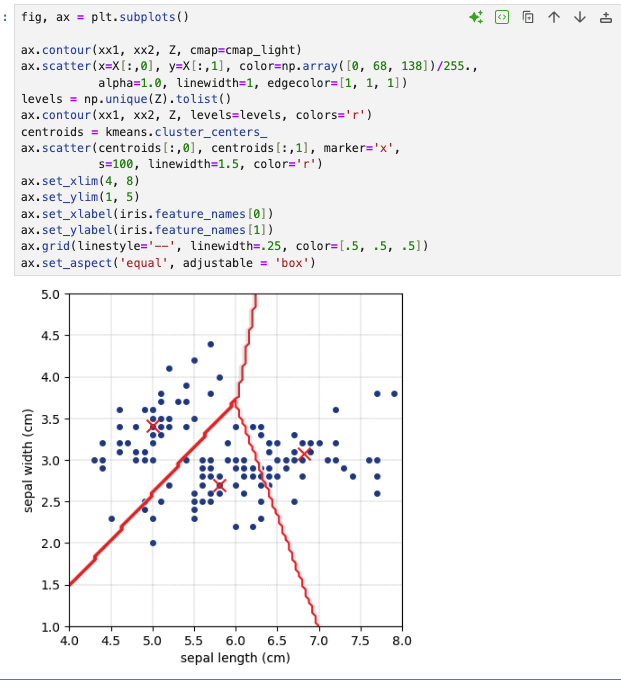 : fig, ax = plt.subplots()
ax.contour(xx1, xx2, Z, cmap=cmap_light)
ax.scatter(x=X[:,0], y=X[:,1], color=np.array([0, 68, 138])/255.,
alpha=1.0, linewidth=1, edgecolor=[1, 1, 1])
levels = np.unique(Z).tolist()
ax.contour(xx1, xx2, Z, levels=levels, colors='r')
centroids = kmeans.cluster_centers_
ax.scatter(centroids[:,0], centroids[:,1], marker='x',
s=100, linewidth=1.5, color='r')
ax.set_xlim(4, 8)
ax.set_ylim(1, 5)
ax.set_xlabel(iris.feature_names[0])
ax.set_ylabel(iris.feature_names[1])
ax.grid(linestyle='--', linewidth=.25, color=[.5, .5, .5])
ax.set_aspect('equal', adjustable = 'box')
5.0
4.5
4.0
3.5
3.0
2.5
2.0
1.5
1.0
sepal width (cm)
4.0 4.5 5.0 5.5 6.0 6.5 7.0 7.5 8.0
sepal length (cm)